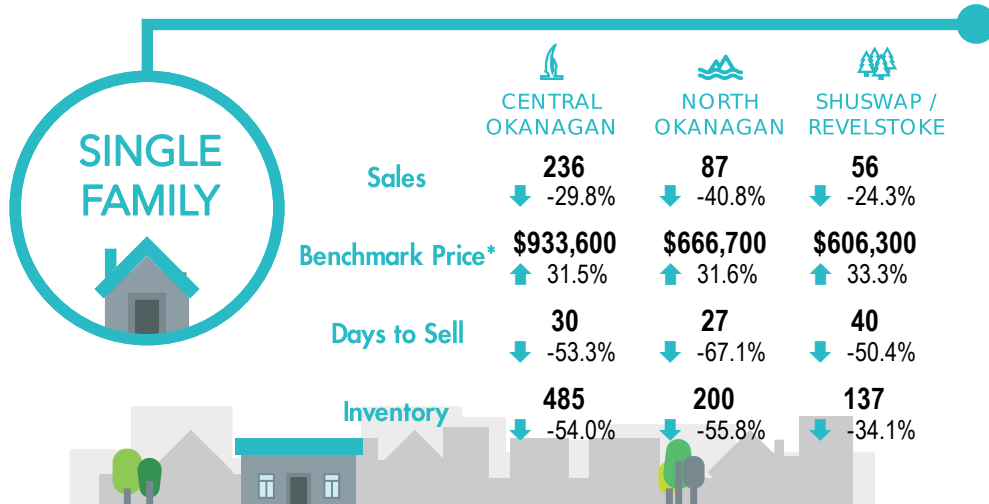 SINGLE
FAMILY
CENTRAL
OKANAGAN
NORTH
OKANAGAN
SHUSWAP /
REVELSTOKE
Sales
236
-29.8%
87
-40.8%
56
-24.3%
Benchmark Price*
$933,600
31.5%
$666,700
31.6%
$606,300
33.3%
Days to Sell
30
-53.3%
27
-67.1%
40
-50.4%
Inventory
485
-54.0%
200
-55.8%
137
-34.1%